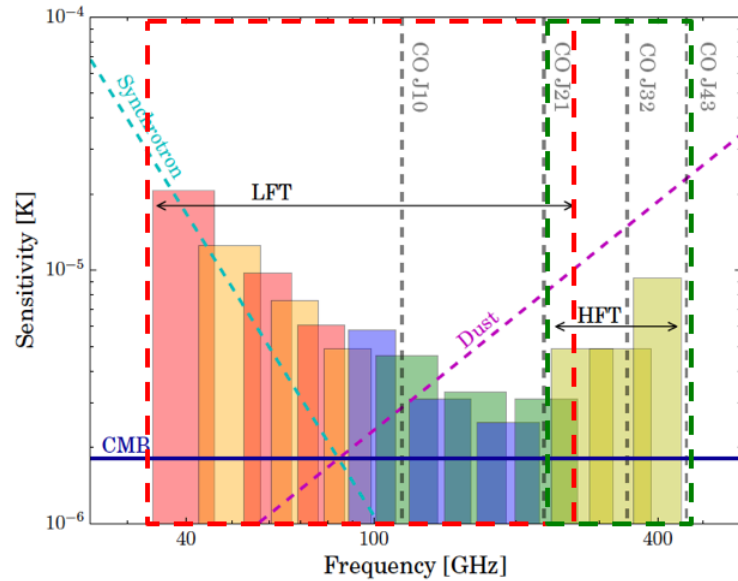 10⁻⁴
10⁻⁵
10⁻⁶
Sensitivity [K]
Synchrotron
LFT
CO J10
CO J21
CO J32
CO J43
Dust
HFT
CMB
40
100
400
Frequency [GHz]